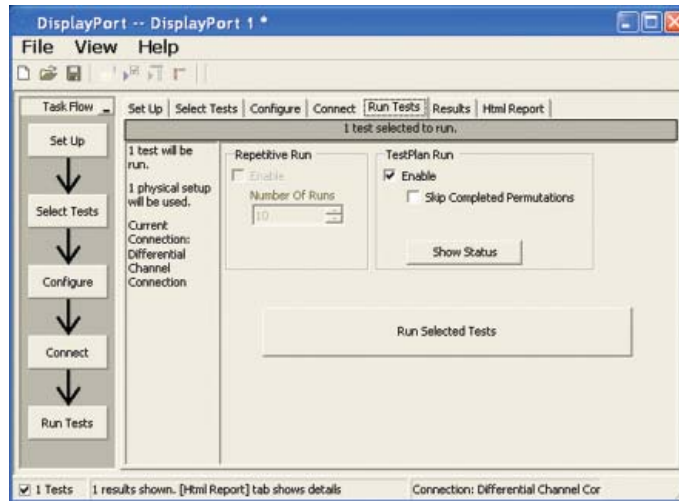 DisplayPort -- DisplayPort 1 *
File View Help
Task Flow
Set Up
Select Tests
Configure
Connect
Run Tests
Set Up | Select Tests | Configure | Connect | Run Tests | Results | Html Report
1 test selected to run.
1 test will be
run.
1 physical setup
will be used.
Current
Connection:
Differential
Channel
Connection
Repetitive Run
Enable
Number Of Runs
10
TestPlan Run
Enable
Skip Completed Permutations
Show Status
Run Selected Tests
1 Tests
1 results shown. [Html Report] tab shows details
Connection: Differential Channel Cor